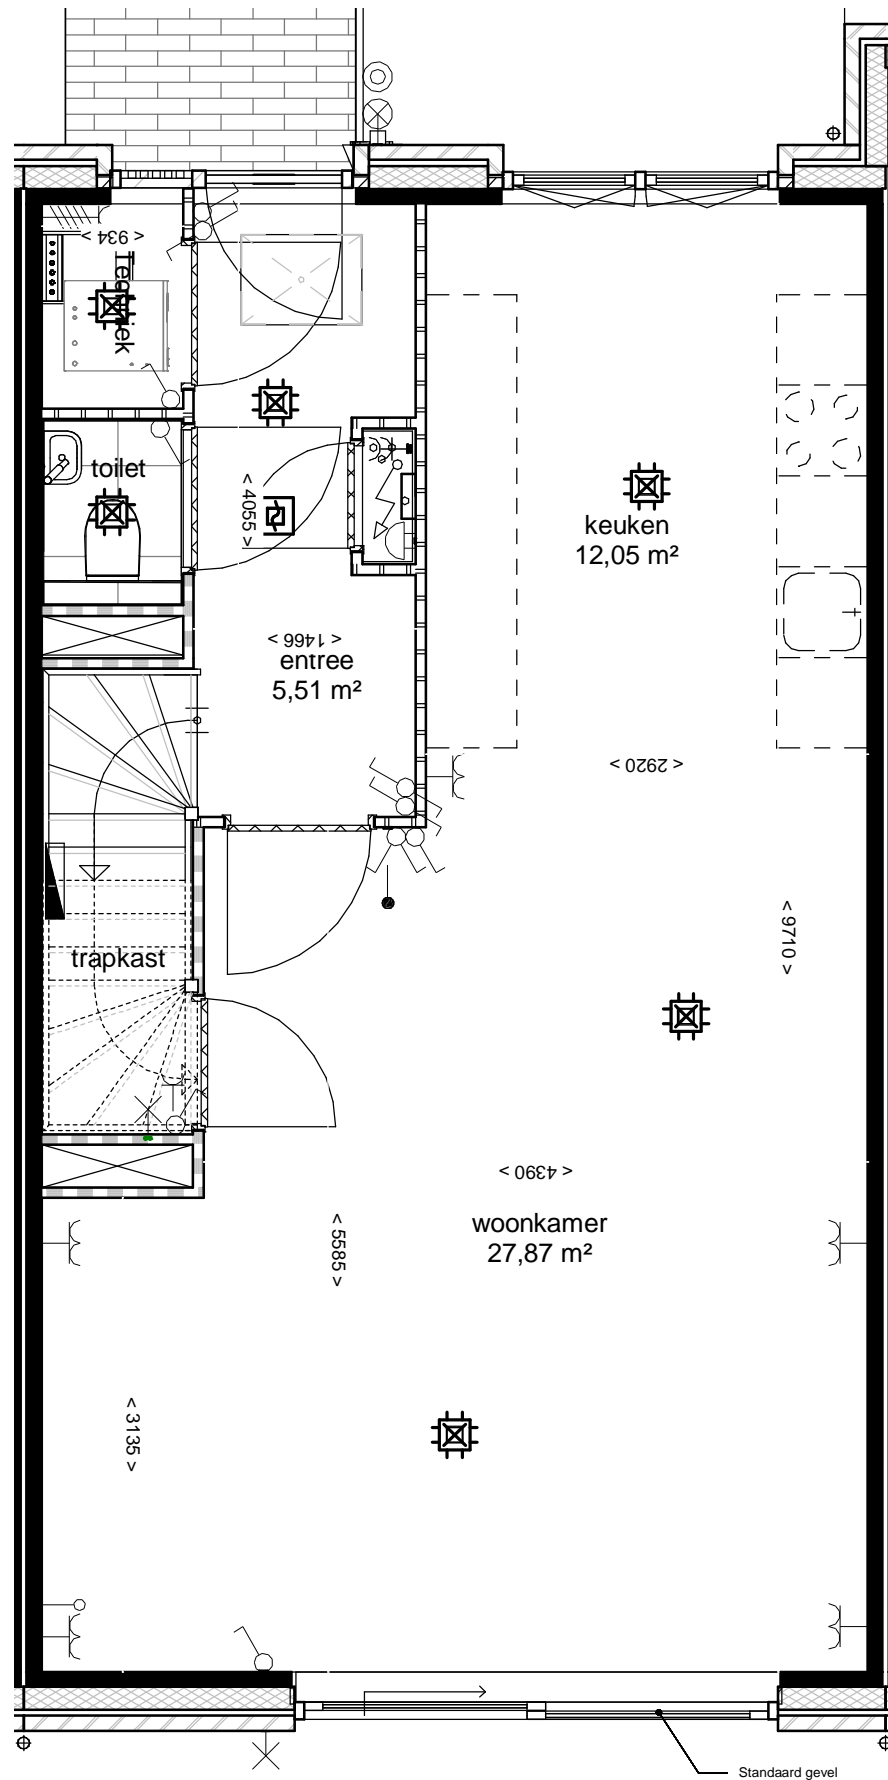 < 934 >
Techniek
toilet
< 4055 >
keuken
12,05 m²
< 1466 >
entree
5,51 m²
< 2920 >
< 9710 >
trapkast
< 4390 >
woonkamer
27,87 m²
< 5585 >
< 3135 >
Standaard gevel